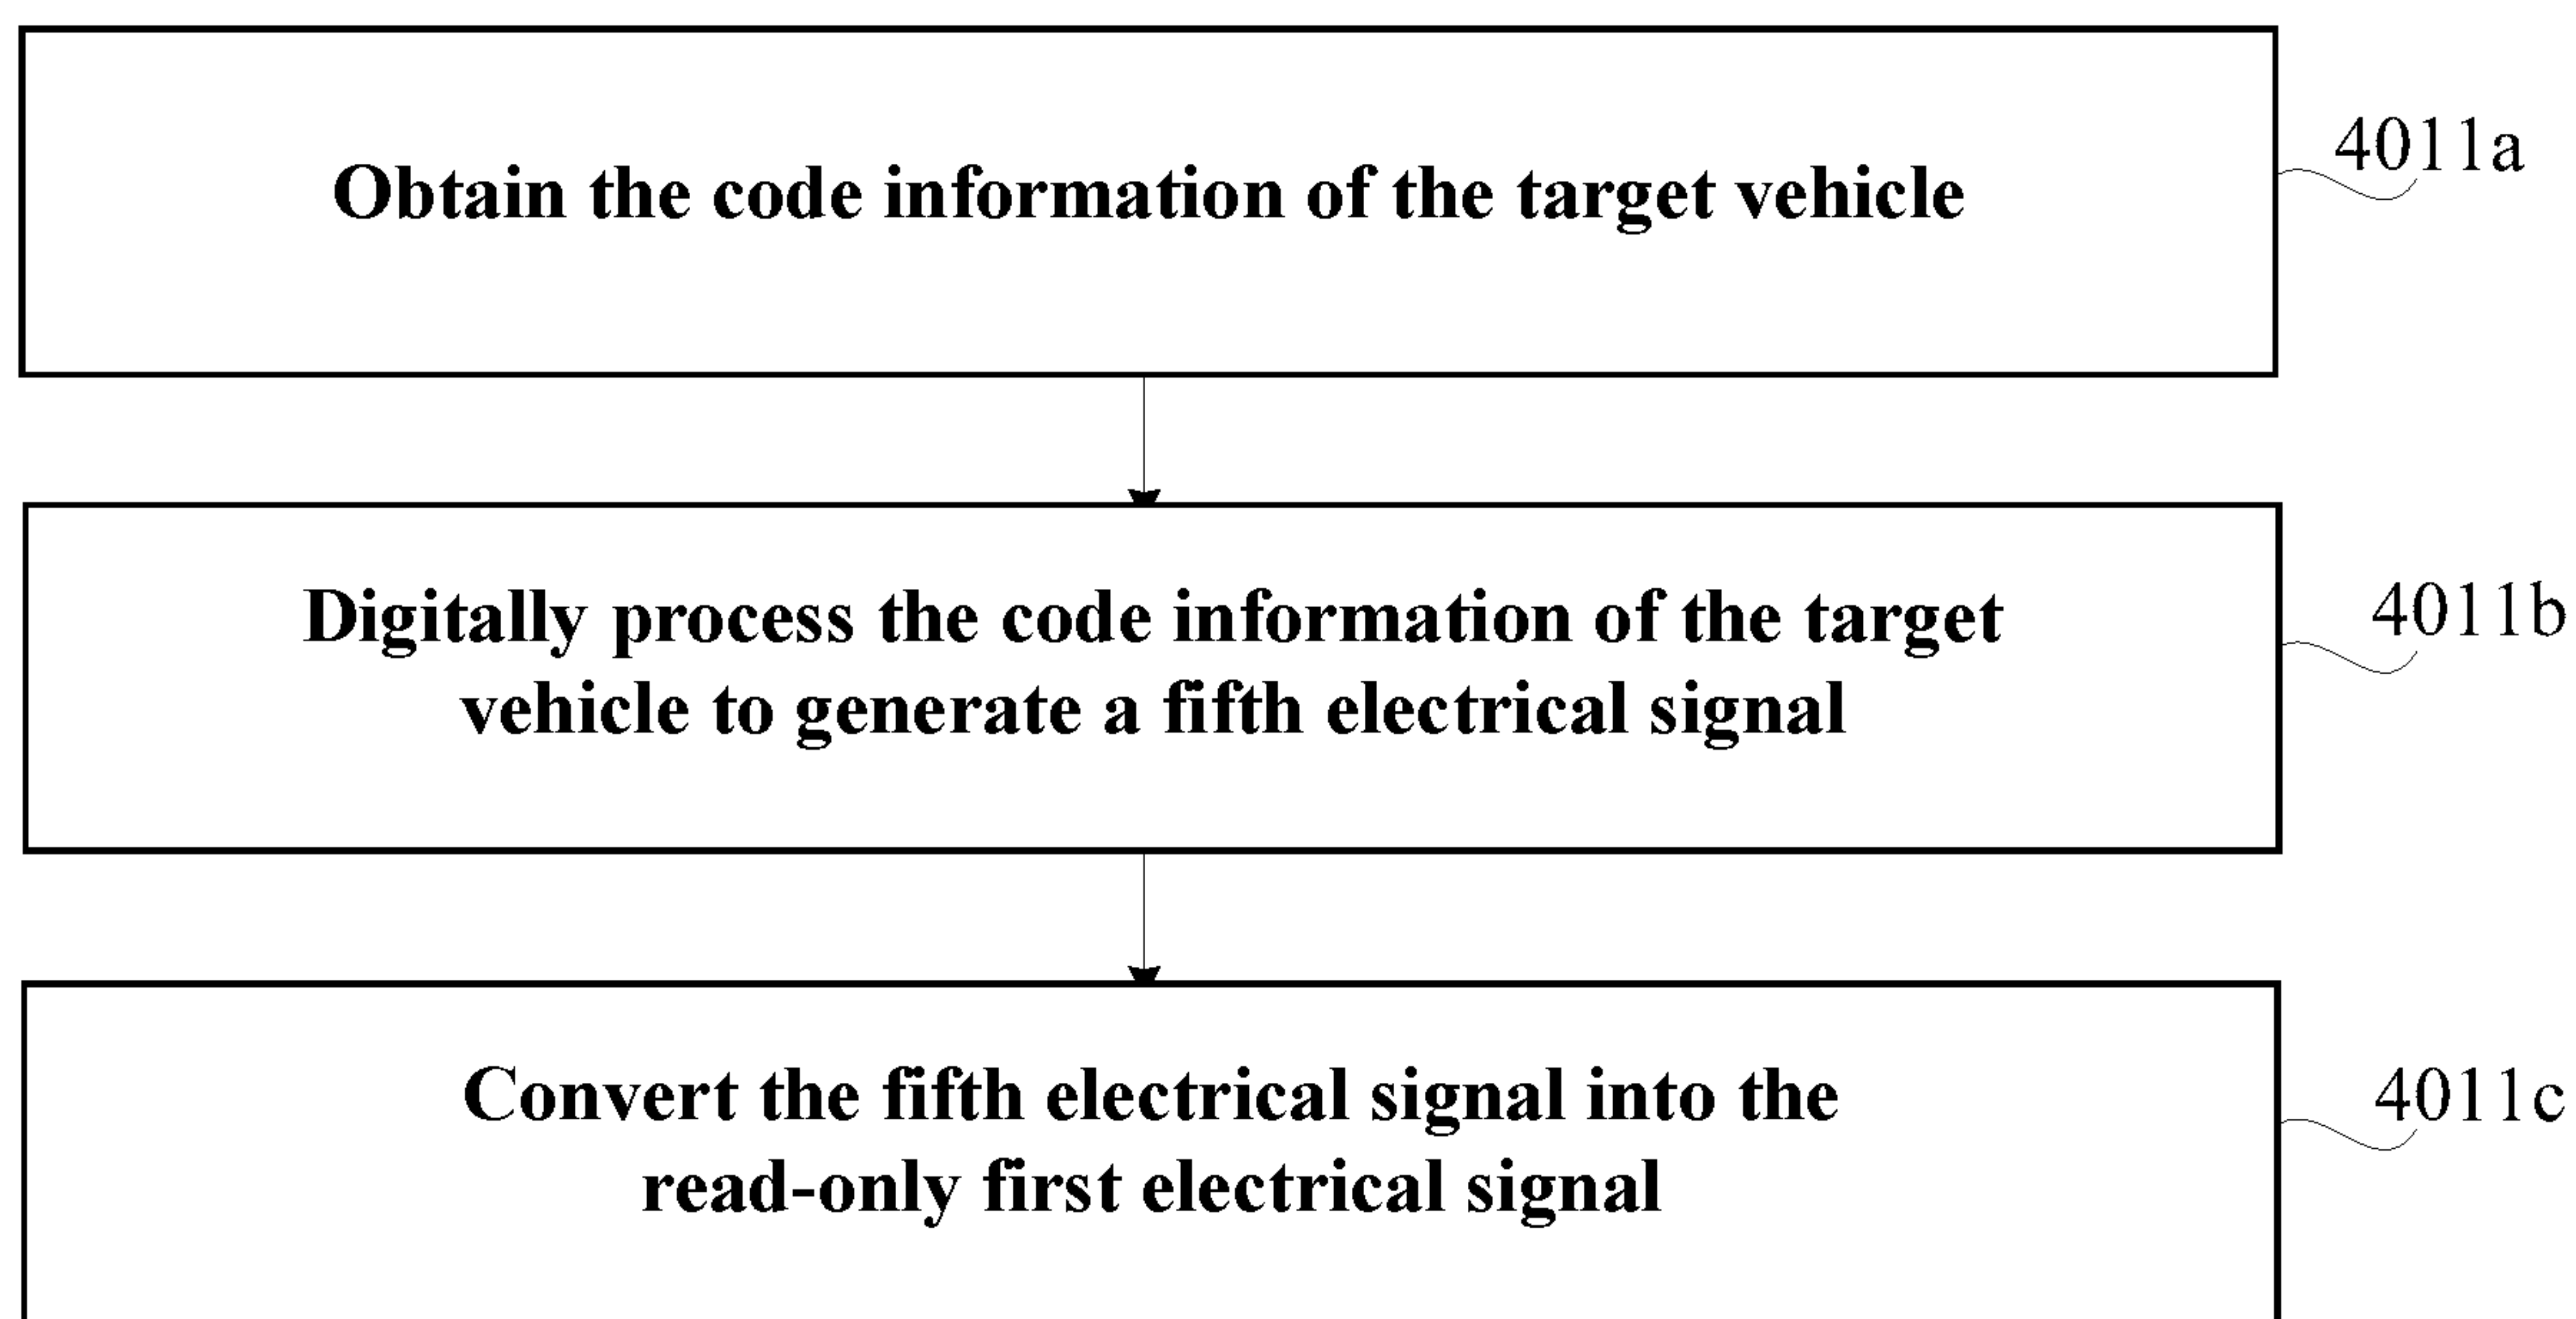 Obtain the code information of the target vehicle
4011a
Digitally process the code information of the target
vehicle to generate a fifth electrical signal
4011b
Convert the fifth electrical signal into the
read-only first electrical signal
4011c